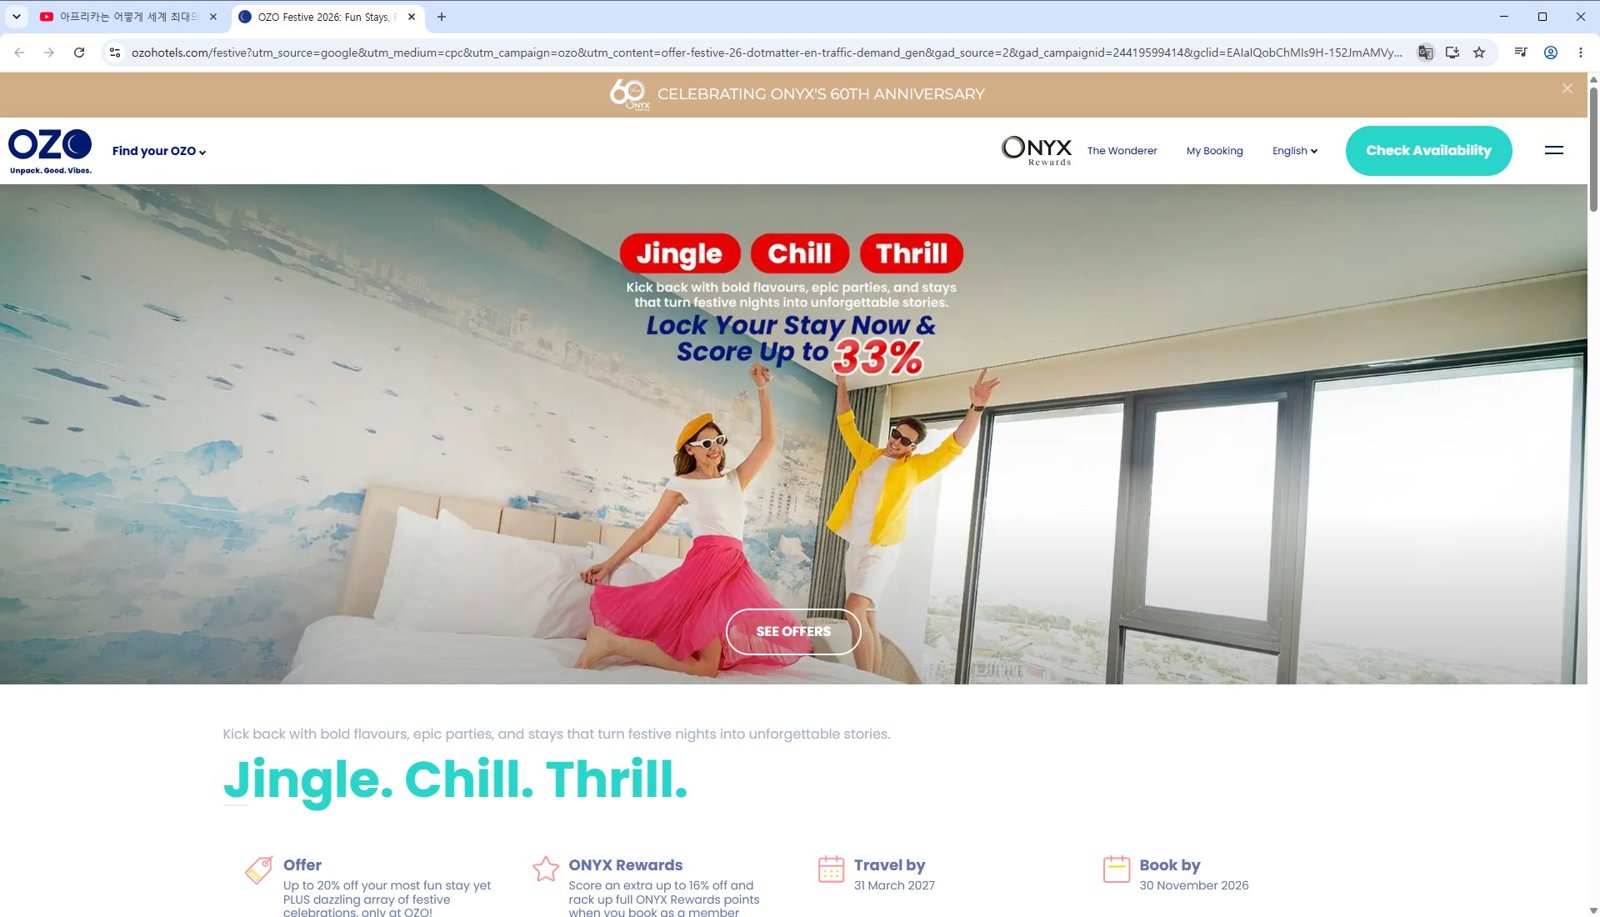 아프리카는 어떻게 세계 최대의
OZO Festive 2026: Fun Stays, F
ozohotels.com/festive?utm_source=google&utm_medium=cpc&utm_campaign=ozo&utm_content=offer-festive-26-dotmatter-en-traffic-demand_gen&gad_source=2&gad_campaignid=24419599414&gclid=EAIaIQobChMIs9H-152JmAMVy...
60 ONYX CELEBRATING ONYX'S 60TH ANNIVERSARY
OZO
Unpack. Good. Vibes.
Find your OZO
ONYX
Rewards
The Wonderer
My Booking
English
Check Availability
Jingle Chill Thrill
Kick back with bold flavours, epic parties, and stays
that turn festive nights into unforgettable stories.
Lock Your Stay Now &
Score Up to 33%
SEE OFFERS
Kick back with bold flavours, epic parties, and stays that turn festive nights into unforgettable stories.
Jingle. Chill. Thrill.
Offer
Up to 20% off your most fun stay yet
PLUS dazzling array of festive
celebrations, only at OZO!
ONYX Rewards
Score an extra up to 16% off and
rack up full ONYX Rewards points
when you book as a member
Travel by
31 March 2027
Book by
30 November 2026